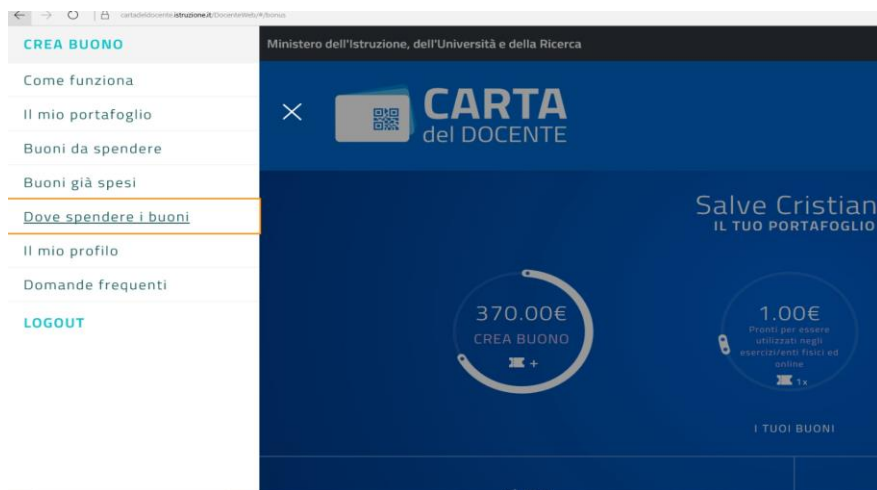 cartadeldocente.istruzione.it/DocenteWeb/#/bonus
CREA BUONO
Come funziona
Il mio portafoglio
Buoni da spendere
Buoni già spesi
Dove spendere i buoni
Il mio profilo
Domande frequenti
LOGOUT
Ministero dell'Istruzione, dell'Università e della Ricerca
CARTA
del DOCENTE
Salve Cristian
IL TUO PORTAFOGLIO
370.00€
CREA BUONO
+
1.00€
Pronti per essere
utilizzati negli
esercizi/enti fisici ed
online
1x
I TUOI BUONI